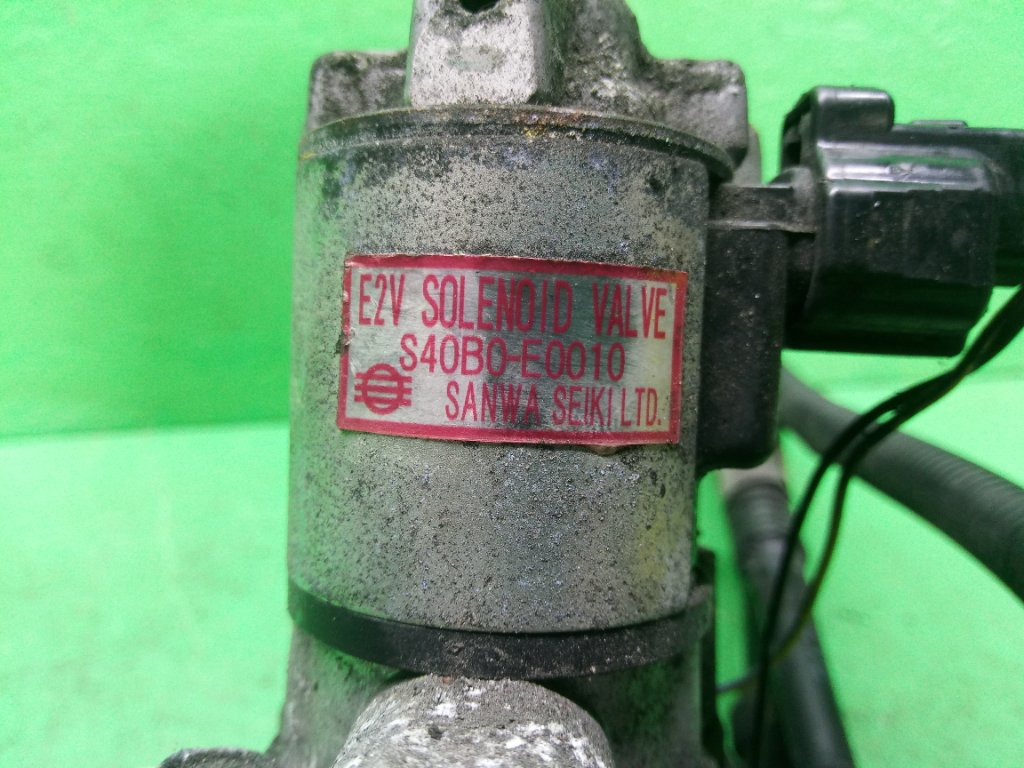 E2V SOLENOID VALVE
S40B0-E0010
SANWA SEIKI.LTD.